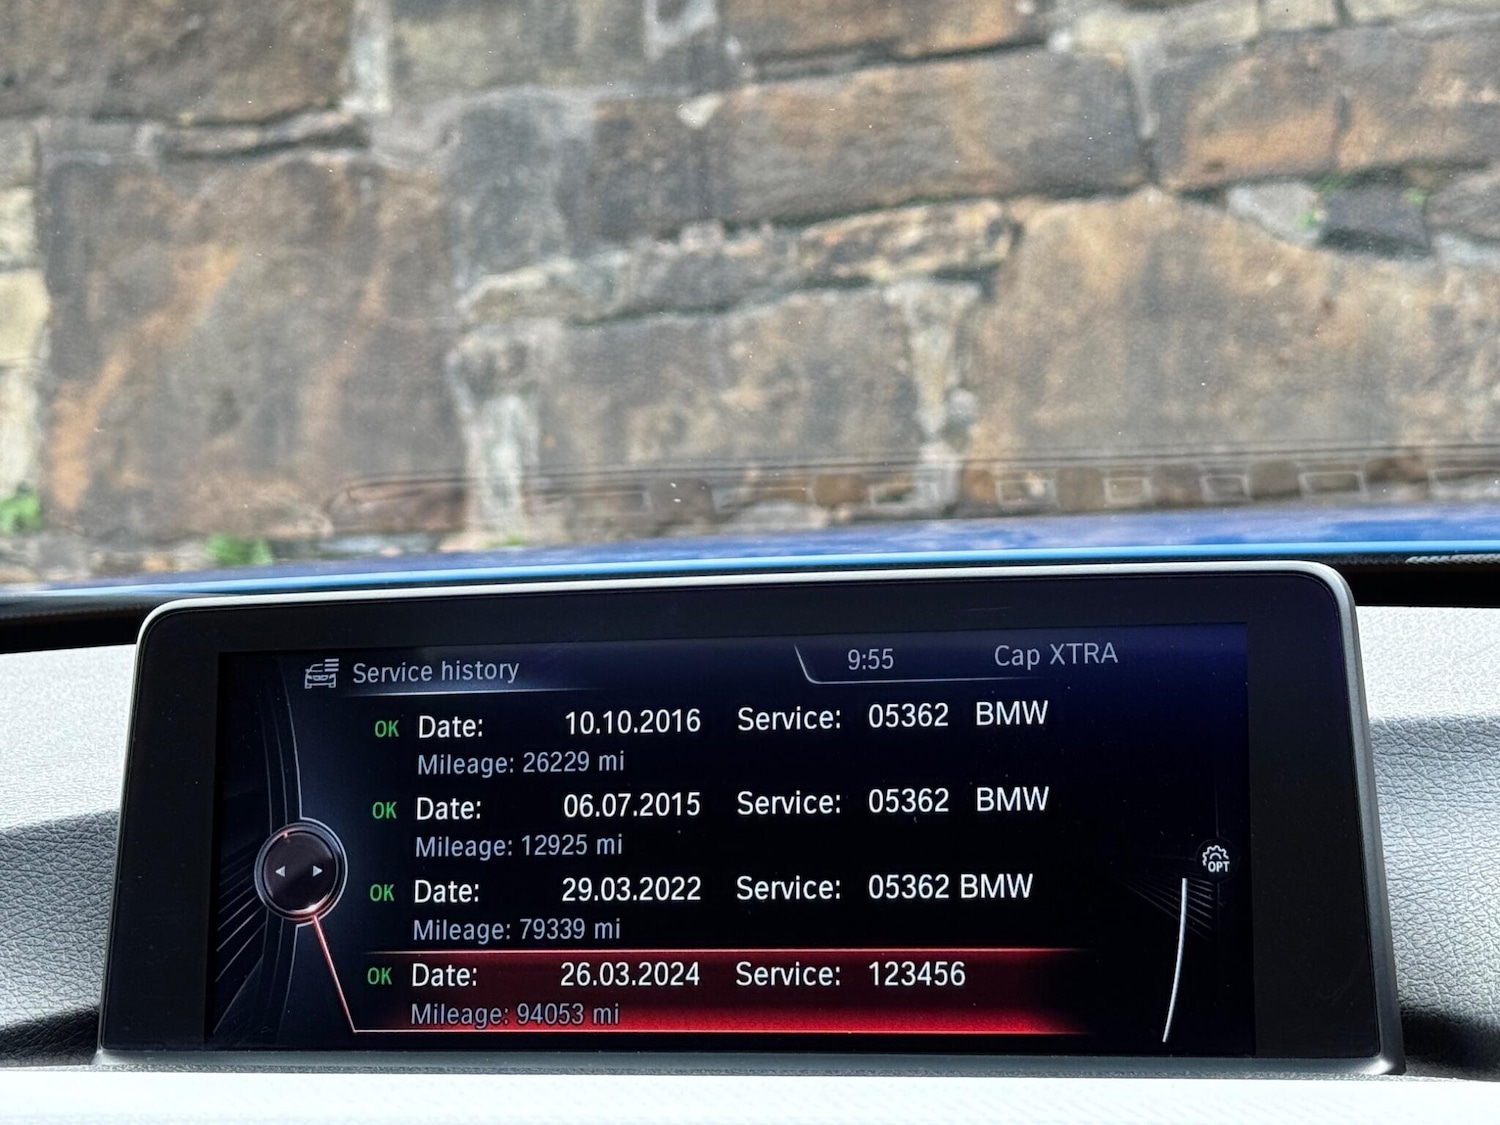 Service history 9:55 Cap XTRA
OK Date: 10.10.2016 Service: 05362 BMW
Mileage: 26229 mi
OK Date: 06.07.2015 Service: 05362 BMW
Mileage: 12925 mi
OK Date: 29.03.2022 Service: 05362 BMW
Mileage: 79339 mi
OK Date: 26.03.2024 Service: 123456
Mileage: 94053 mi
OPT